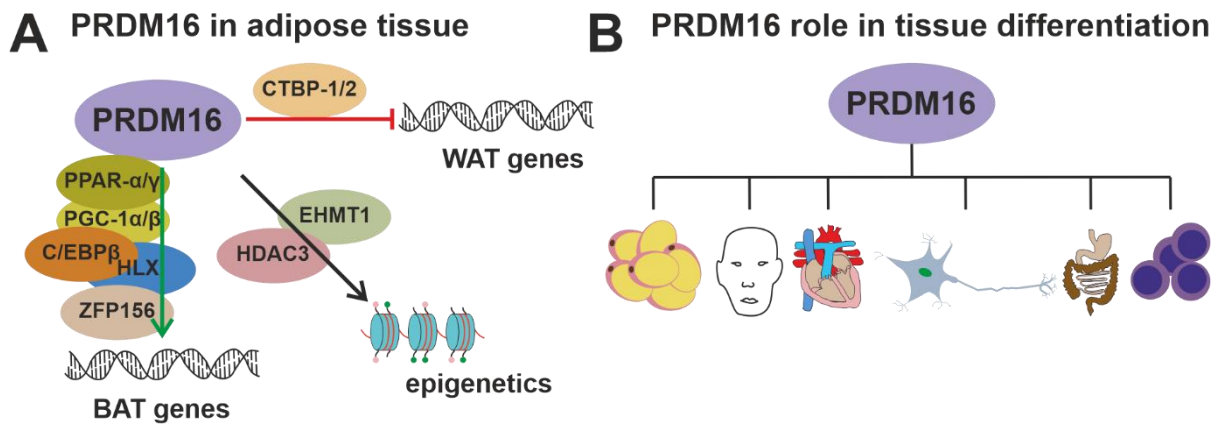 A PRDM16 in adipose tissue
PRDM16
CTBP-1/2
WAT genes
PPAR-α/γ
PGC-1α/β
C/EBPβ
HLX
ZFP156
BAT genes
EHMT1
HDAC3
epigenetics
B PRDM16 role in tissue differentiation
PRDM16